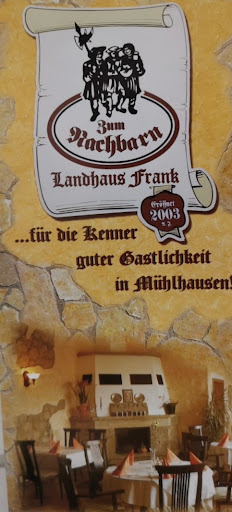 Zum
Nachbarn
Landhaus Frank
Eröffnet
2003
...für die Kenner
guter Gastlichkeit
in Mühlhausen!